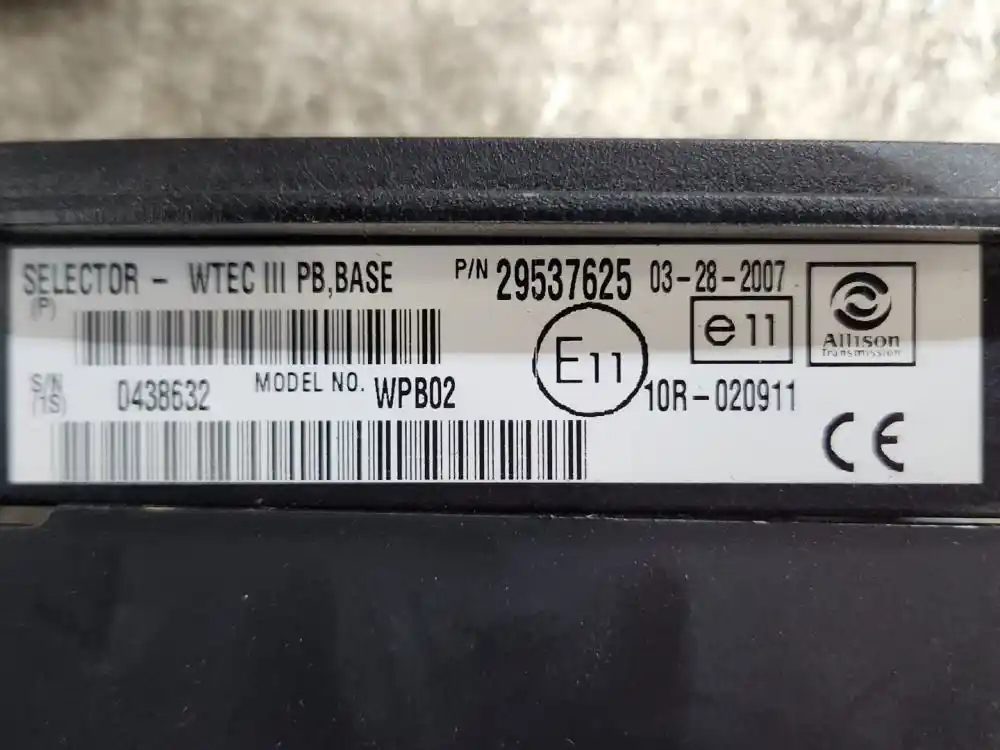 SELECTOR - WTEC III PB,BASE P/N 29537625 03-28-2007
(P)
e11
Allison
Transmission
E11
S/N 0438632 MODEL NO. WPB02
(1S)
10R-020911
CE